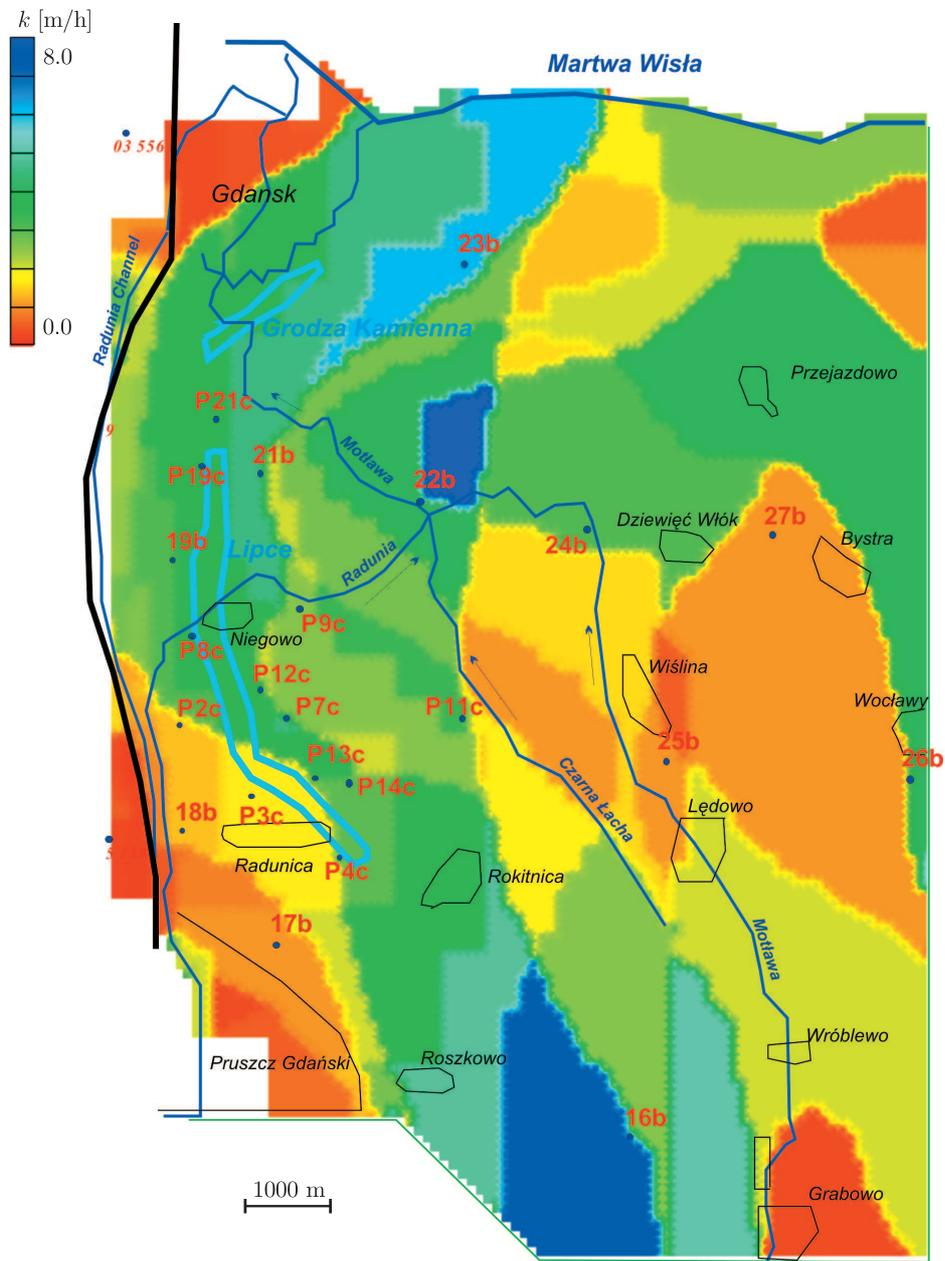 k [m/h]
8.0
0.0
Martwa Wisła
03 556
Gdańsk
Radunia Channel
23b
Grodza Kamienna
Przejazdowo
P21c
9
Motława
21b
P19c
22b
Dziewięć Włók
27b
24b
Bystra
19b
Lipce
Radunia
P9c
Niegowo
P8c
Wiślina
P12c
Wocławy
P2c
P7c
P11c
25b
26b
P13c
P14c
Czarna Łacha
P3c
18b
Lędowo
Radunica
P4c
Rokitnica
17b
Motława
Wróblewo
Pruszcz Gdański
Roszkowo
16b
1000 m
Grabowo